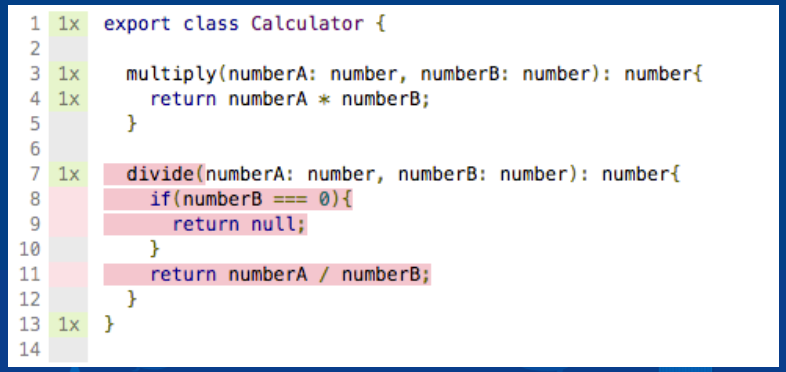 1 1x export class Calculator {
2
3 1x multiply(numberA: number, numberB: number): number{
4 1x return numberA * numberB;
5 }
6
7 1x divide(numberA: number, numberB: number): number{
8 if(numberB === 0){
9 return null;
10 }
11 return numberA / numberB;
12 }
13 1x }
14